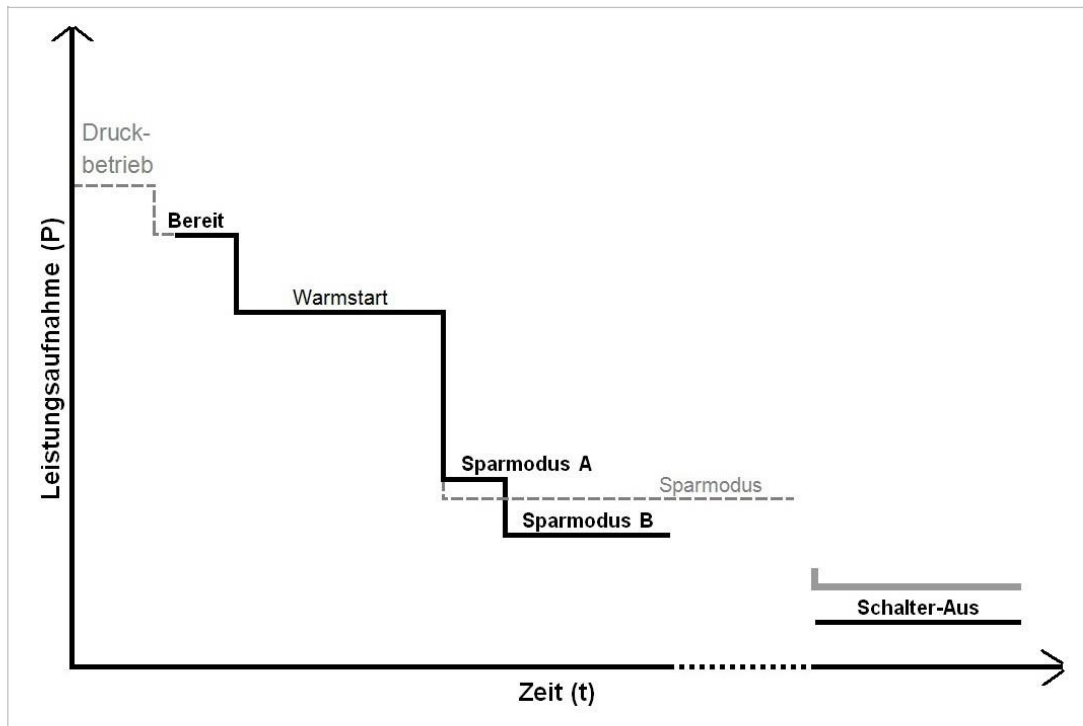 Druck-
betrieb
Bereit
Warmstart
Sparmodus A
Sparmodus
Sparmodus B
Schalter-Aus
Leistungsaufnahme (P)
Zeit (t)